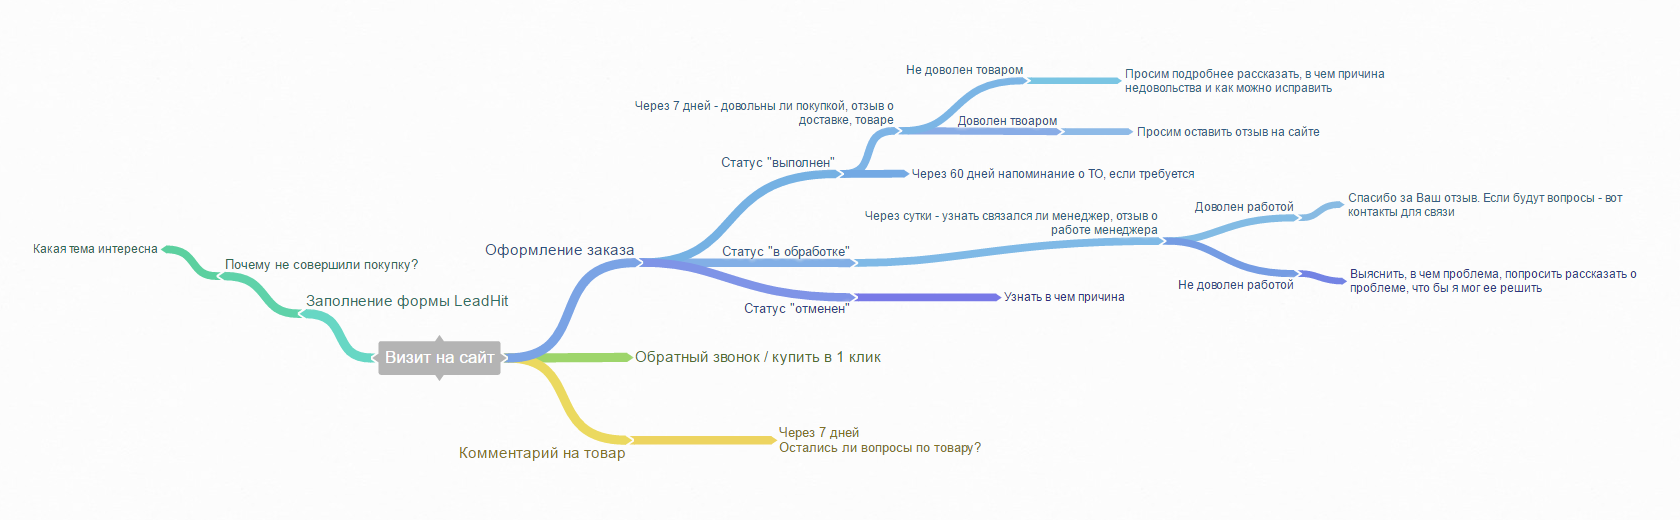 Не доволен товаром
Просим подробнее рассказать, в чем причина
недовольства и как можно исправить
Через 7 дней - довольны ли покупкой, отзыв о
доставке, товаре
Доволен твоаром
Просим оставить отзыв на сайте
Статус "выполнен"
Через 60 дней напоминание о ТО, если требуется
Спасибо за Ваш отзыв. Если будут вопросы - вот
контакты для связи
Доволен работой
Через сутки - узнать связался ли менеджер, отзыв о
работе менеджера
Какая тема интересна
Оформление заказа
Статус "в обработке"
Почему не совершили покупку?
Выяснить, в чем проблема, попросить рассказать о
проблеме, что бы я мог ее решить
Не доволен работой
Заполнение формы LeadHit
Узнать в чем причина
Статус "отменен"
Визит на сайт
Обратный звонок / купить в 1 клик
Через 7 дней
Остались ли вопросы по товару?
Комментарий на товар